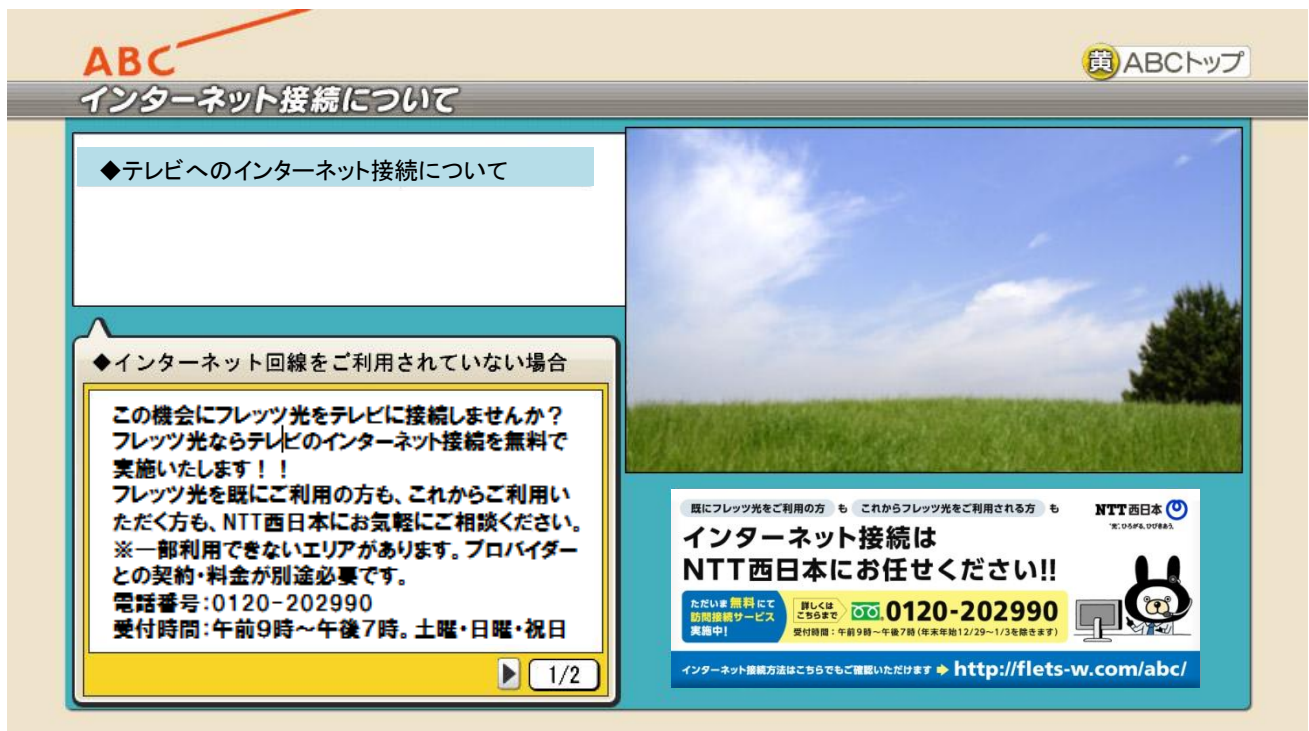 ABC
黄 ABCトップ
インターネット接続について
◆テレビへのインターネット接続について
◆インターネット回線をご利用されていない場合
この機会にフレッツ光をテレビに接続しませんか？
フレッツ光ならテレビのインターネット接続を無料で
実施いたします！！
フレッツ光を既にご利用の方も、これからご利用い
ただく方も、NTT西日本にお気軽にご相談ください。
※一部利用できないエリアがあります。プロバイダー
との契約・料金が別途必要です。
電話番号：0120-202990
受付時間：午前9時～午後7時。土曜・日曜・祝日
1/2
既にフレッツ光をご利用の方 も これからフレッツ光をご利用される方 も
NTT西日本
"光"ひろがる、ひびきあう。
インターネット接続は
NTT西日本にお任せください!!
ただいま無料にて
訪問接続サービス
実施中!
詳しくは
こちらまで
0120-202990
受付時間：午前9時～午後7時(年末年始12/29～1/3を除きます)
インターネット接続方法はこちらでもご確認いただけます http://flets-w.com/abc/